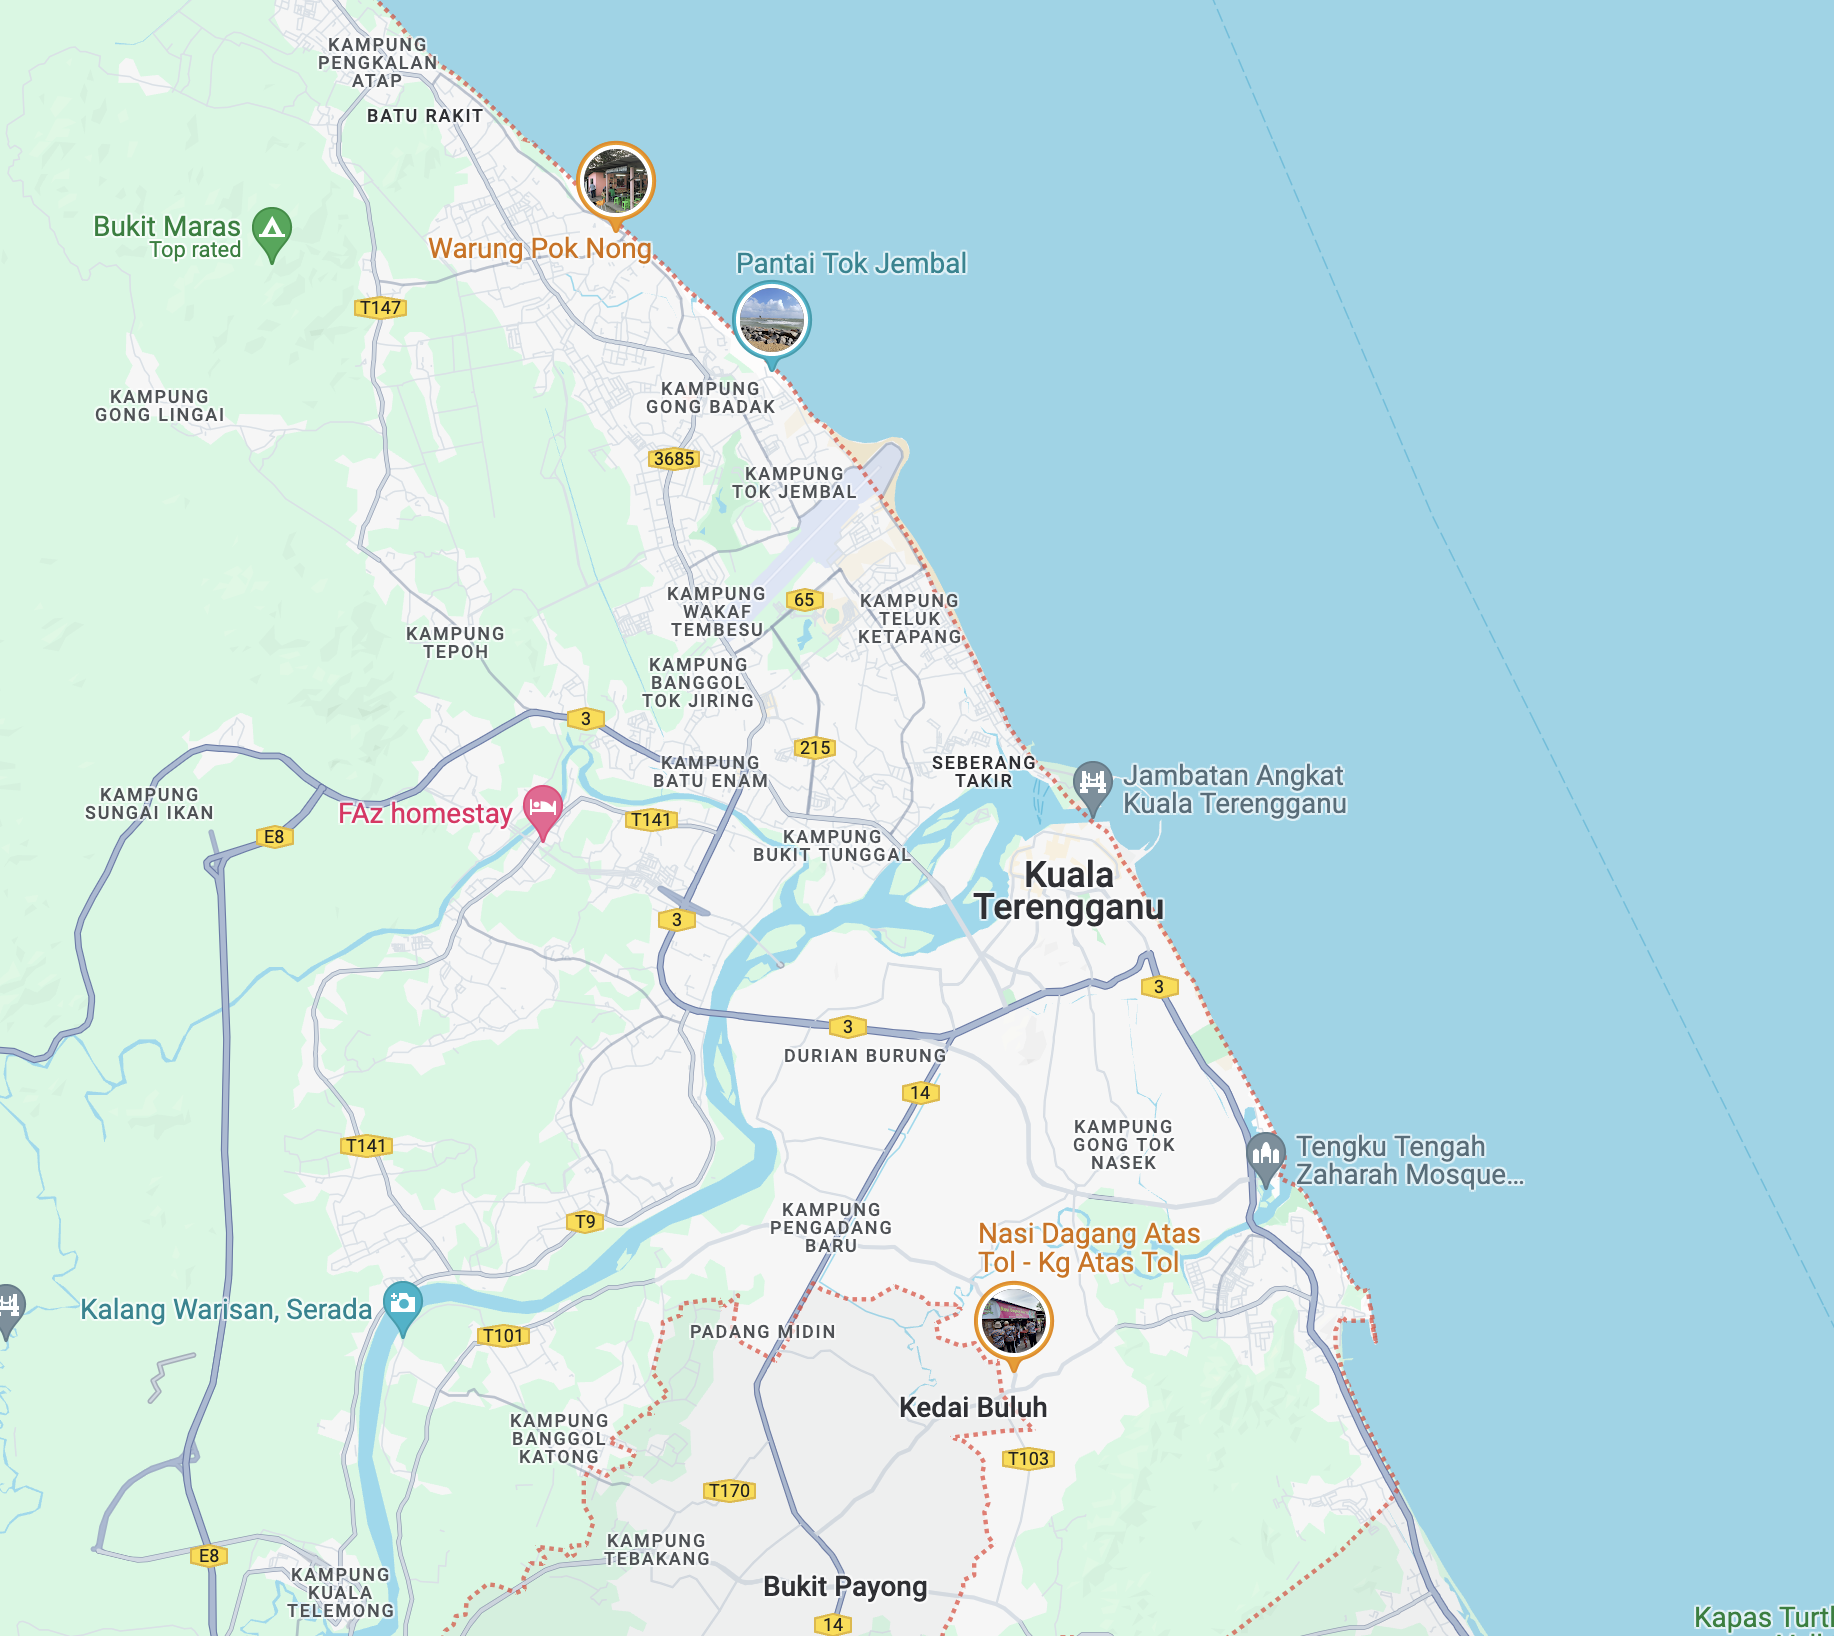 KAMPUNG
PENGKALAN
ATAP
BATU RAKIT
Bukit Maras
Top rated
Warung Pok Nong
Pantai Tok Jembal
T147
KAMPUNG
GONG LINGAI
KAMPUNG
GONG BADAK
3685
KAMPUNG
TOK JEMBAL
KAMPUNG
WAKAF
TEMBESU
65
KAMPUNG
TELUK
KETAPANG
KAMPUNG
TEPOH
KAMPUNG
BANGGOL
TOK JIRING
3
215
KAMPUNG
BATU ENAM
SEBERANG
TAKIR
Jambatan Angkat
Kuala Terengganu
KAMPUNG
SUNGAI IKAN
FAz homestay
T141
E8
KAMPUNG
BUKIT TUNGGAL
Kuala
Terengganu
3
3
3
DURIAN BURUNG
14
T141
KAMPUNG
GONG TOK
NASEK
Tengku Tengah
Zaharah Mosque...
T9
KAMPUNG
PENGADANG
BARU
Nasi Dagang Atas
Tol - Kg Atas Tol
Kalang Warisan, Serada
T101
PADANG MIDIN
Kedai Buluh
KAMPUNG
BANGGOL
KATONG
T103
T170
E8
KAMPUNG
TEBAKANG
KAMPUNG
KUALA
TELEMONG
Bukit Payong
14
Kapas Turtl